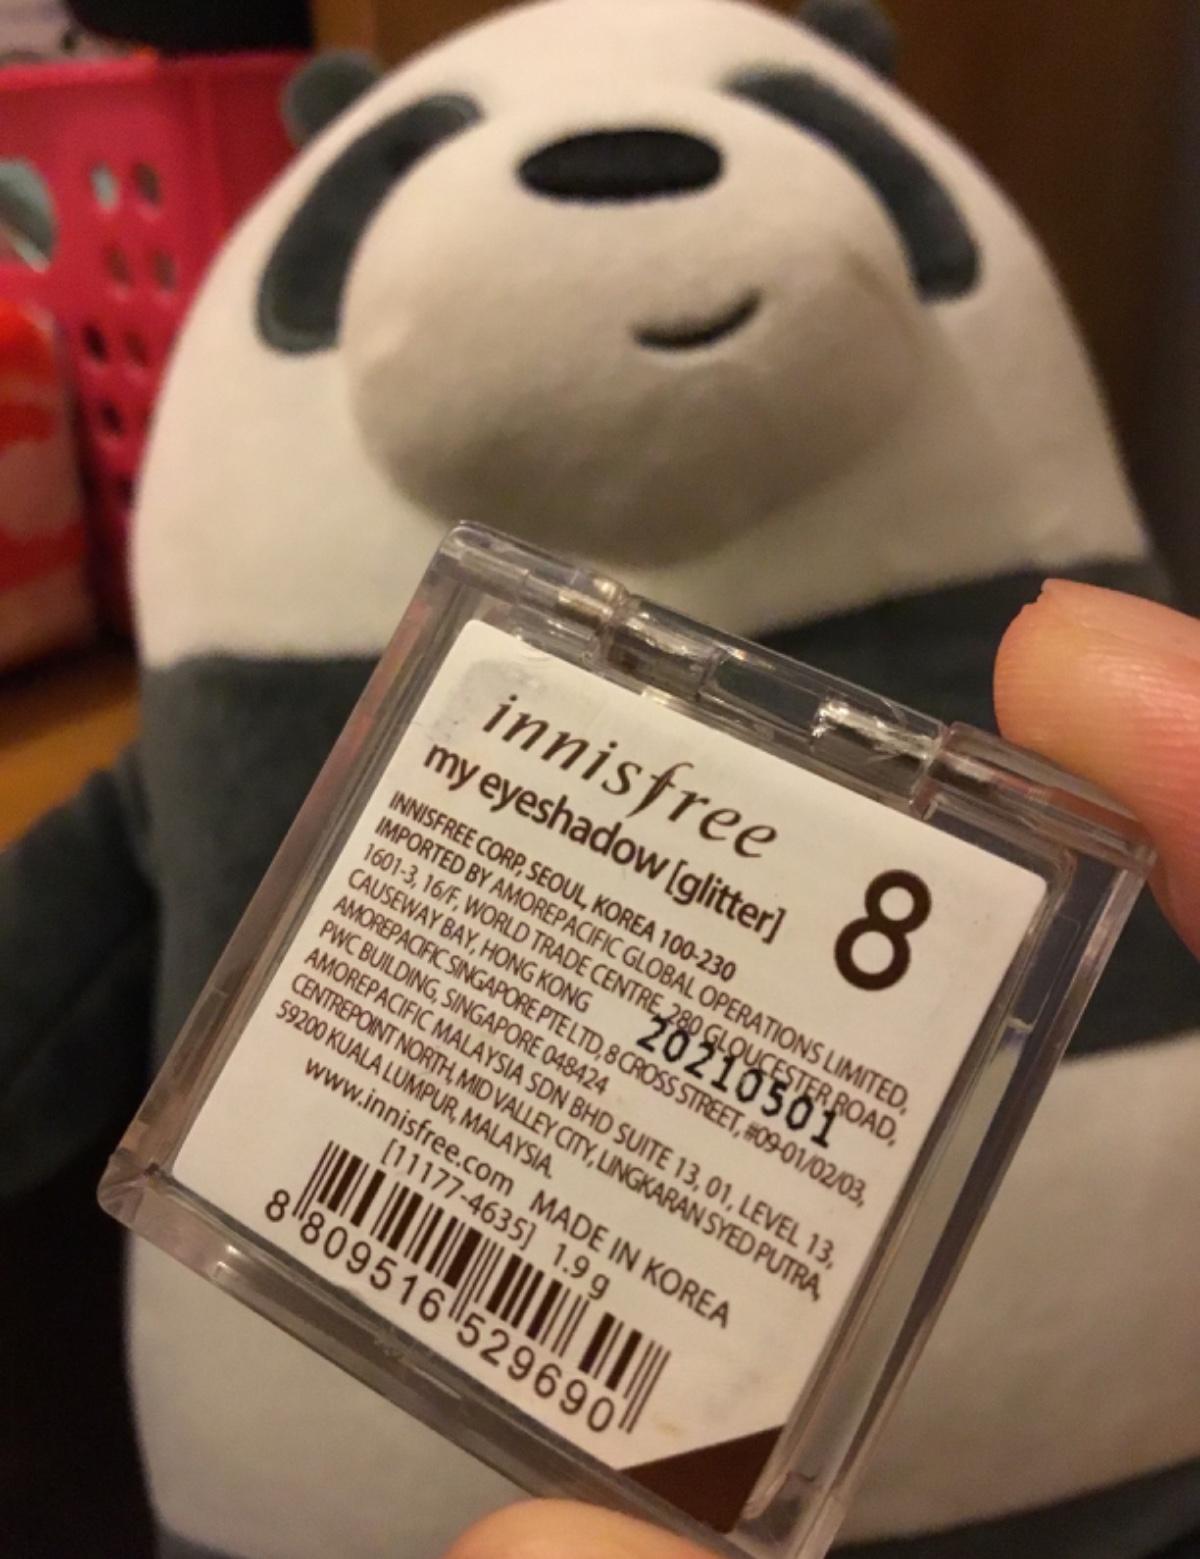 innisfree
my eyeshadow [glitter]
8
INNISFREE CORP, SEOUL, KOREA 100-230
IMPORTED BY AMOREPACIFIC GLOBAL OPERATIONS LIMITED,
1601-3, 16/F, WORLD TRADE CENTRE, 280 GLOUCESTER ROAD,
CAUSEWAY BAY, HONG KONG
20210501
AMOREPACIFIC SINGAPORE PTE LTD, 8 CROSS STREET, #09-01/02/03,
PWC BUILDING, SINGAPORE 048424
AMOREPACIFIC MALAYSIA SDN BHD SUITE 13, 01, LEVEL 13,
CENTREPOINT NORTH, MID VALLEY CITY, LINGKARAN SYED PUTRA,
59200 KUALA LUMPUR, MALAYSIA.
www.innisfree.com MADE IN KOREA
[11177-4635] 1.9 g
8 809516 529690